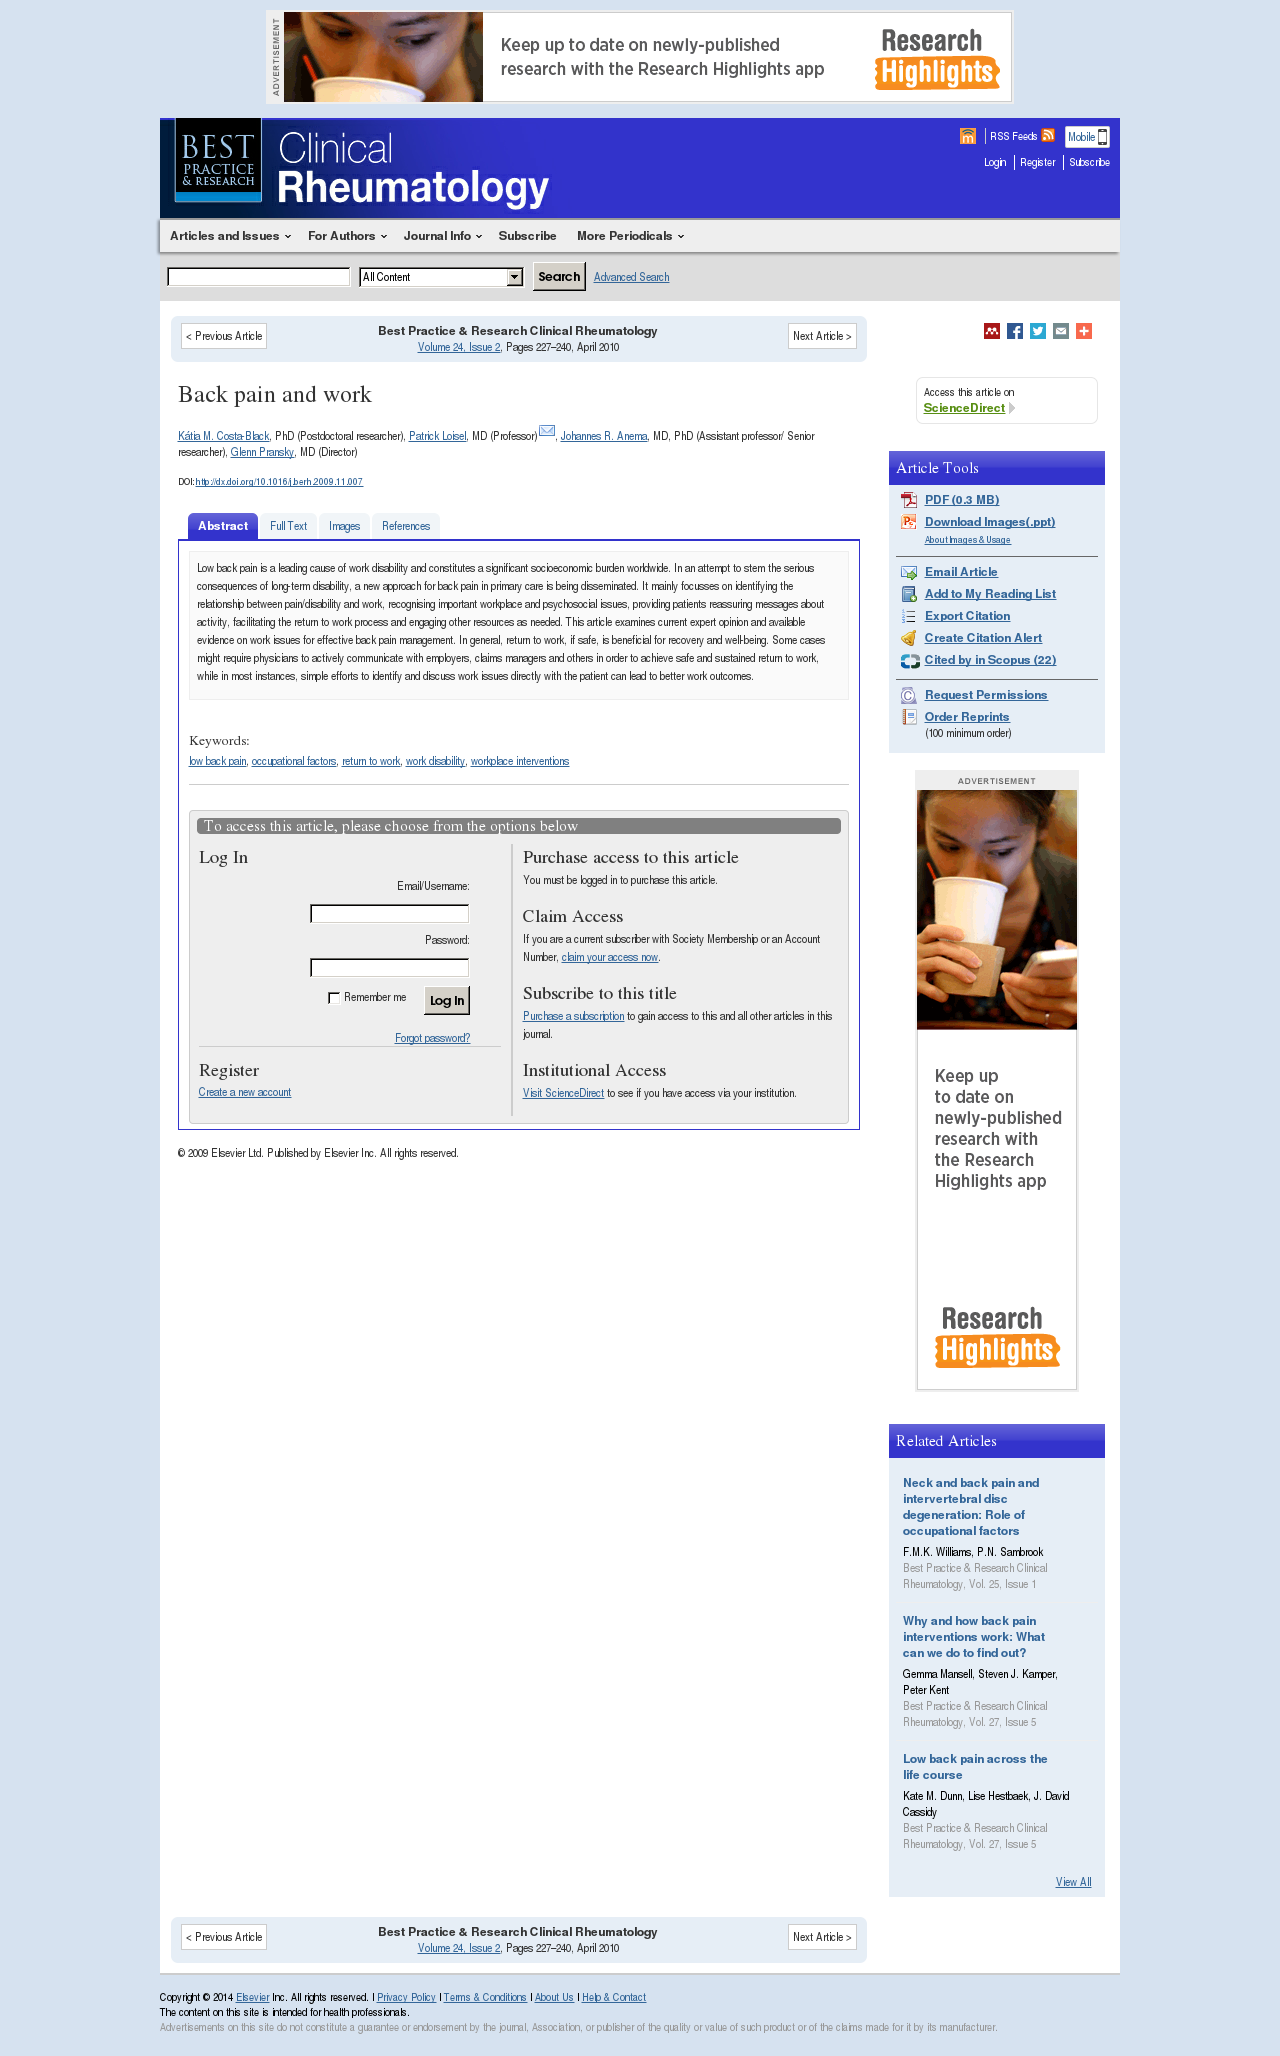 ADVERTISEMENT
Keep up to date on newly-published
research with the Research Highlights app
Research
Highlights
BEST
PRACTICE
& RESEARCH
Clinical
Rheumatology
RSS Feeds
Mobile
Login
Register
Subscribe
Articles and Issues
For Authors
Journal Info
Subscribe
More Periodicals
All Content
Search
Advanced Search
< Previous Article
Best Practice & Research Clinical Rheumatology
Volume 24, Issue 2, Pages 227–240, April 2010
Next Article >
Back pain and work
Kátia M. Costa-Black, PhD (Postdoctoral researcher), Patrick Loisel, MD (Professor), Johannes R. Anema, MD, PhD (Assistant professor/ Senior
researcher), Glenn Pransky, MD (Director)
DOI: http://dx.doi.org/10.1016/j.berh.2009.11.007
Abstract
Full Text
Images
References
Low back pain is a leading cause of work disability and constitutes a significant socioeconomic burden worldwide. In an attempt to stem the serious
consequences of long-term disability, a new approach for back pain in primary care is being disseminated. It mainly focusses on identifying the
relationship between pain/disability and work, recognising important workplace and psychosocial issues, providing patients reassuring messages about
activity, facilitating the return to work process and engaging other resources as needed. This article examines current expert opinion and available
evidence on work issues for effective back pain management. In general, return to work, if safe, is beneficial for recovery and well-being. Some cases
might require physicians to actively communicate with employers, claims managers and others in order to achieve safe and sustained return to work,
while in most instances, simple efforts to identify and discuss work issues directly with the patient can lead to better work outcomes.
Keywords:
low back pain, occupational factors, return to work, work disability, workplace interventions
To access this article, please choose from the options below
Log In
Email/Username:
Password:
Remember me
Log In
Forgot password?
Register
Create a new account
Purchase access to this article
You must be logged in to purchase this article.
Claim Access
If you are a current subscriber with Society Membership or an Account
Number, claim your access now.
Subscribe to this title
Purchase a subscription to gain access to this and all other articles in this
journal.
Institutional Access
Visit ScienceDirect to see if you have access via your institution.
© 2009 Elsevier Ltd. Published by Elsevier Inc. All rights reserved.
Access this article on
ScienceDirect
Article Tools
PDF (0.3 MB)
Download Images(.ppt)
About Images & Usage
Email Article
Add to My Reading List
Export Citation
Create Citation Alert
Cited by in Scopus (22)
Request Permissions
Order Reprints
(100 minimum order)
ADVERTISEMENT
Keep up
to date on
newly-published
research with
the Research
Highlights app
Research
Highlights
Related Articles
Neck and back pain and
intervertebral disc
degeneration: Role of
occupational factors
F.M.K. Williams, P.N. Sambrook
Best Practice & Research Clinical
Rheumatology, Vol. 25, Issue 1
Why and how back pain
interventions work: What
can we do to find out?
Gemma Mansell, Steven J. Kamper,
Peter Kent
Best Practice & Research Clinical
Rheumatology, Vol. 27, Issue 5
Low back pain across the
life course
Kate M. Dunn, Lise Hestbaek, J. David
Cassidy
Best Practice & Research Clinical
Rheumatology, Vol. 27, Issue 5
View All
< Previous Article
Best Practice & Research Clinical Rheumatology
Volume 24, Issue 2, Pages 227–240, April 2010
Next Article >
Copyright © 2014 Elsevier Inc. All rights reserved. | Privacy Policy | Terms & Conditions | About Us | Help & Contact
The content on this site is intended for health professionals.
Advertisements on this site do not constitute a guarantee or endorsement by the journal, Association, or publisher of the quality or value of such product or of the claims made for it by its manufacturer.